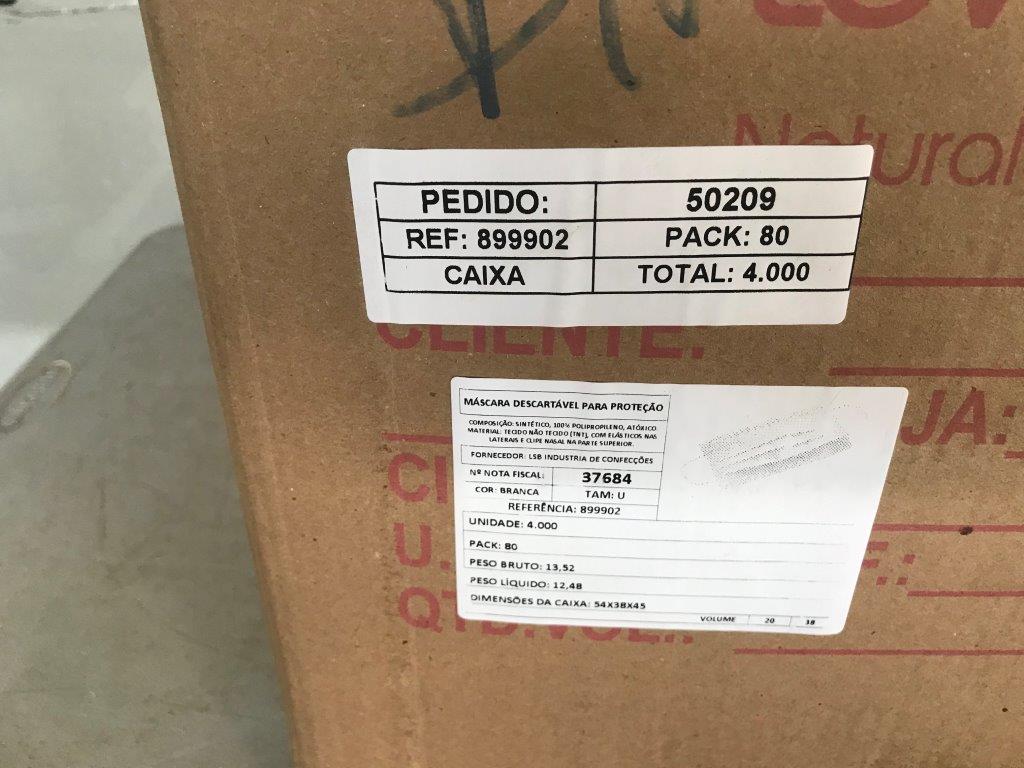 Natural
PEDIDO: 50209
REF: 899902 PACK: 80
CAIXA TOTAL: 4.000
CLIENTE:
MÁSCARA DESCARTÁVEL PARA PROTEÇÃO
COMPOSIÇÃO: SINTÉTICO, 100% POLIPROPILENO, ATÓXICO
MATERIAL: TECIDO NÃO TECIDO (TNT), COM ELÁSTICOS NAS
LATERAIS E CLIPE NASAL NA PARTE SUPERIOR.
FORNECEDOR: LSB INDUSTRIA DE CONFECÇÕES
Nº NOTA FISCAL: 37684
COR: BRANCA TAM: U
REFERÊNCIA: 899902
UNIDADE: 4.000
PACK: 80
PESO BRUTO: 13,52
PESO LÍQUIDO: 12,48
DIMENSÕES DA CAIXA: 54X38X45
VOLUME 20 38